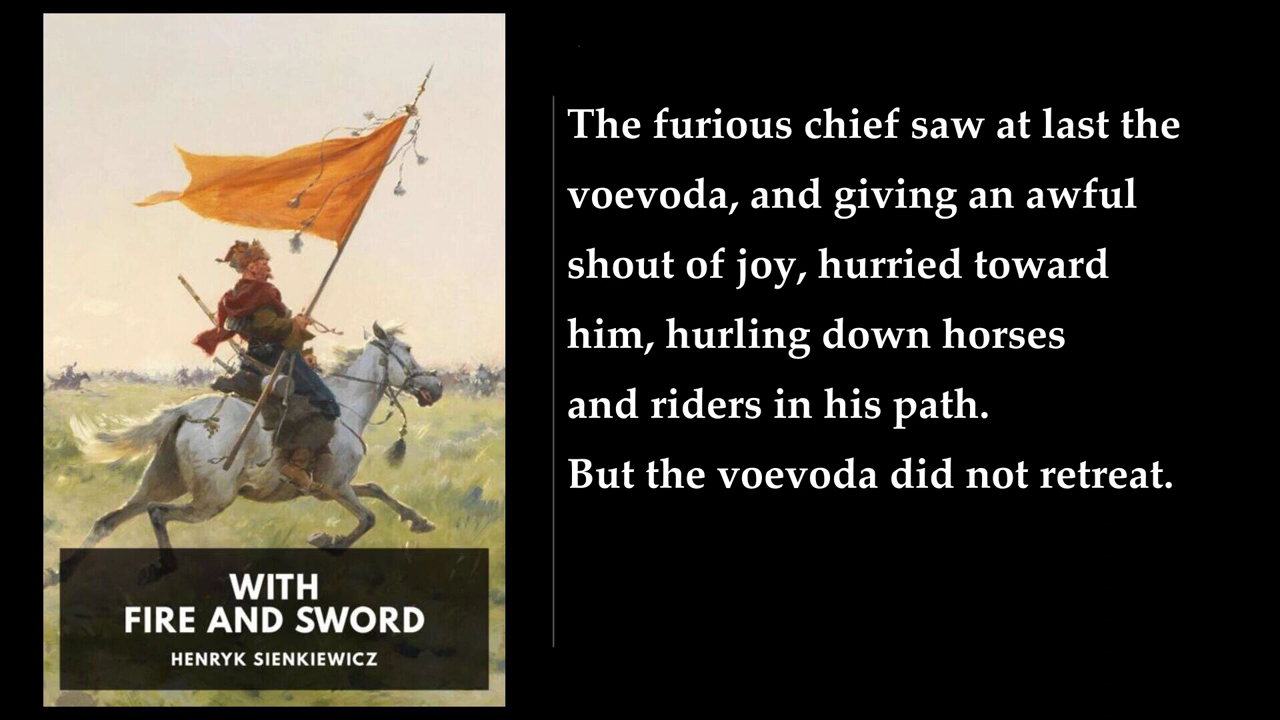 WITH
FIRE AND SWORD
HENRYK SIENKIEWICZ
The furious chief saw at last the
voevoda, and giving an awful
shout of joy, hurried toward
him, hurling down horses
and riders in his path.
But the voevoda did not retreat.